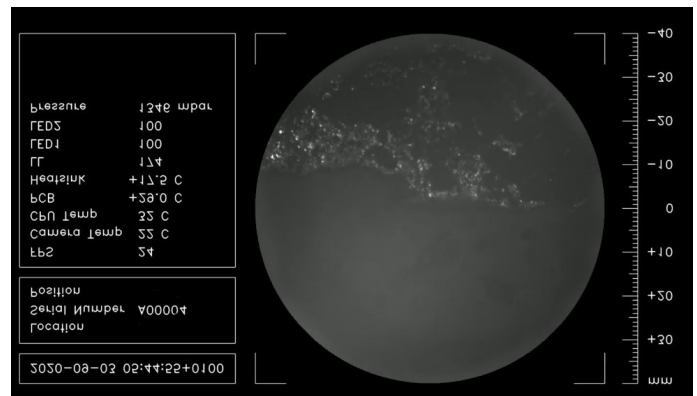 2020-09-03 05:44:55+0100
Location
Serial Number A00004
Position
FPS 24
Camera Temp 22 C
CPU Temp 32 C
PCB +29.0 C
Heatsink +17.5 C
LL 174
LED1 100
LED2 100
Pressure 1346 mbar
mm
+30
+20
+10
0
-10
-20
-30
-40